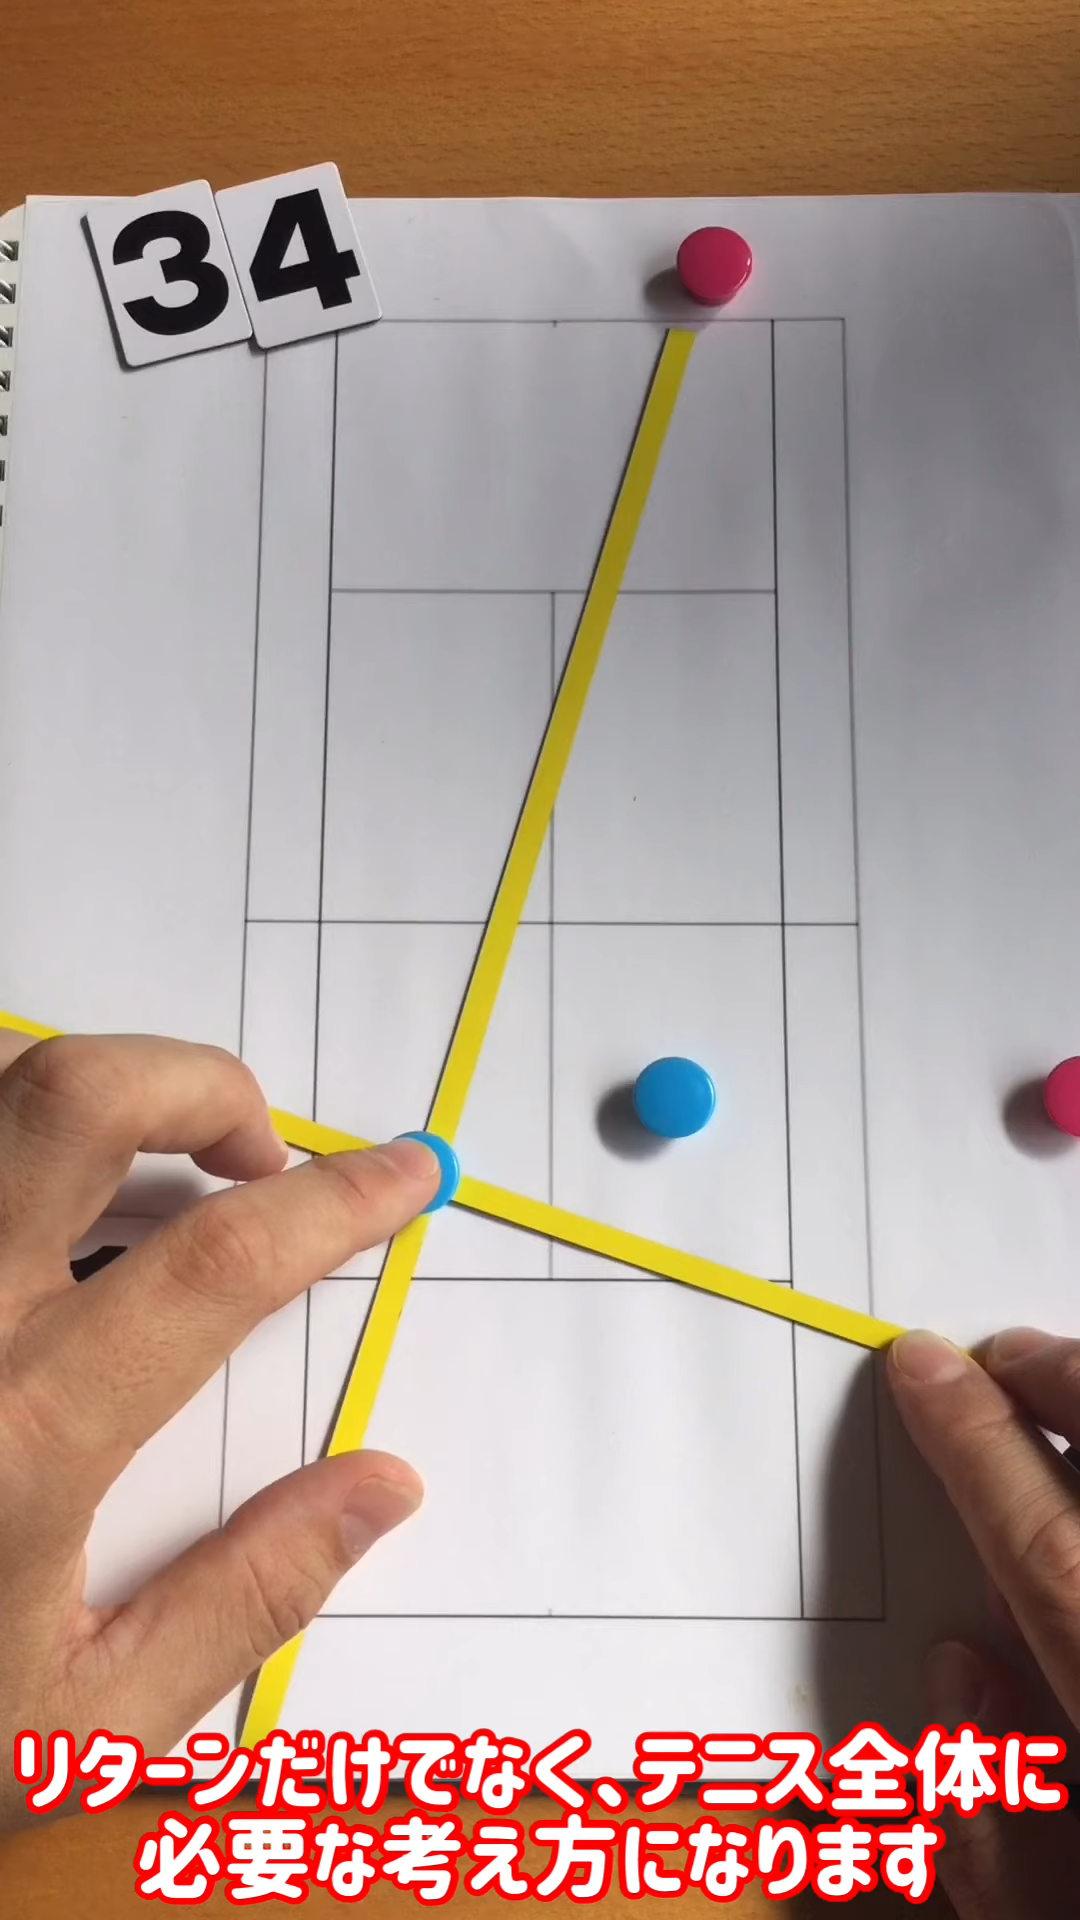 34
リターンだけでなく、テニス全体に
必要な考え方になります